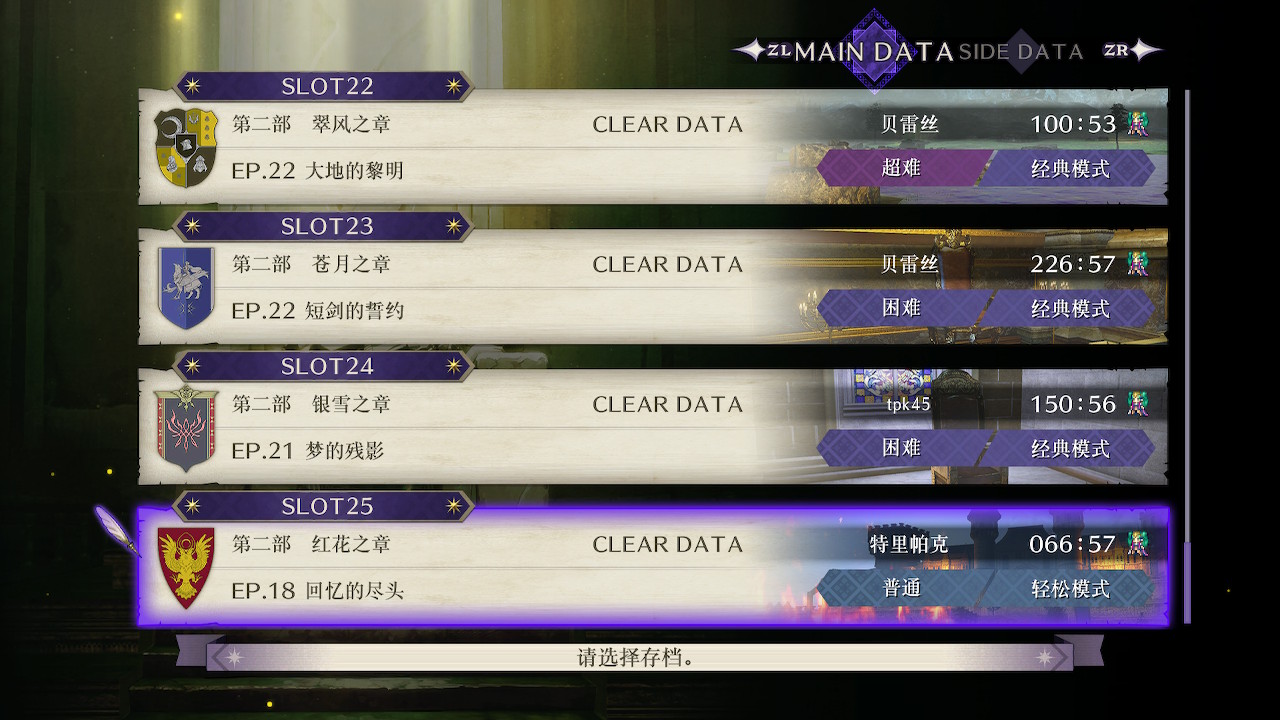 ZL MAIN DATA SIDE DATA ZR
SLOT22
第二部 翠风之章 CLEAR DATA 贝雷丝 100:53
EP.22 大地的黎明 超难 经典模式
SLOT23
第二部 苍月之章 CLEAR DATA 贝雷丝 226:57
EP.22 短剑的誓约 困难 经典模式
SLOT24
第二部 银雪之章 CLEAR DATA tpk45 150:56
EP.21 梦的残影 困难 经典模式
SLOT25
第二部 红花之章 CLEAR DATA 特里帕克 066:57
EP.18 回忆的尽头 普通 轻松模式
请选择存档。